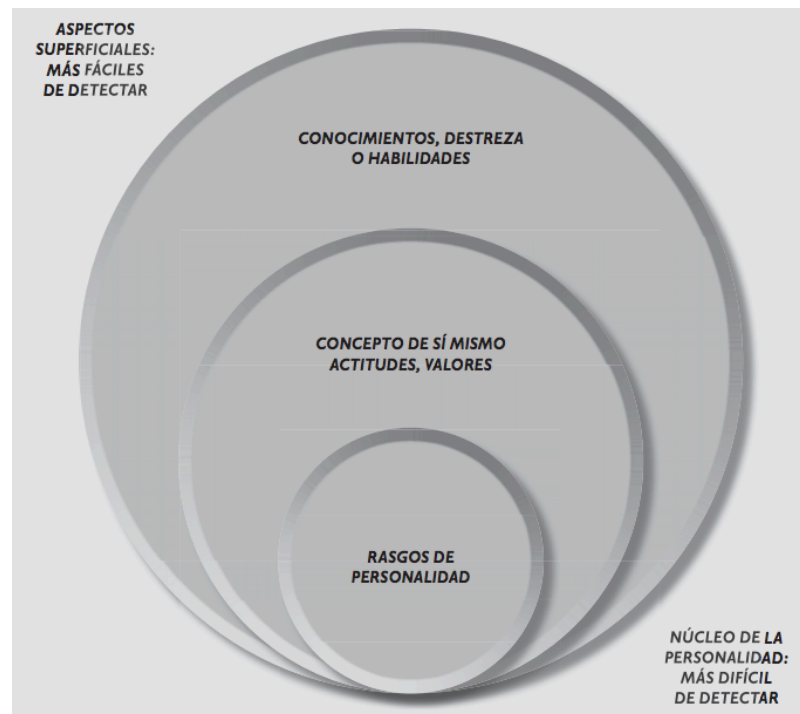 ASPECTOS
SUPERFICIALES:
MÁS FÁCILES
DE DETECTAR
CONOCIMIENTOS, DESTREZA
O HABILIDADES
CONCEPTO DE SÍ MISMO
ACTITUDES, VALORES
RASGOS DE
PERSONALIDAD
NÚCLEO DE LA
PERSONALIDAD:
MÁS DIFÍCIL
DE DETECTAR